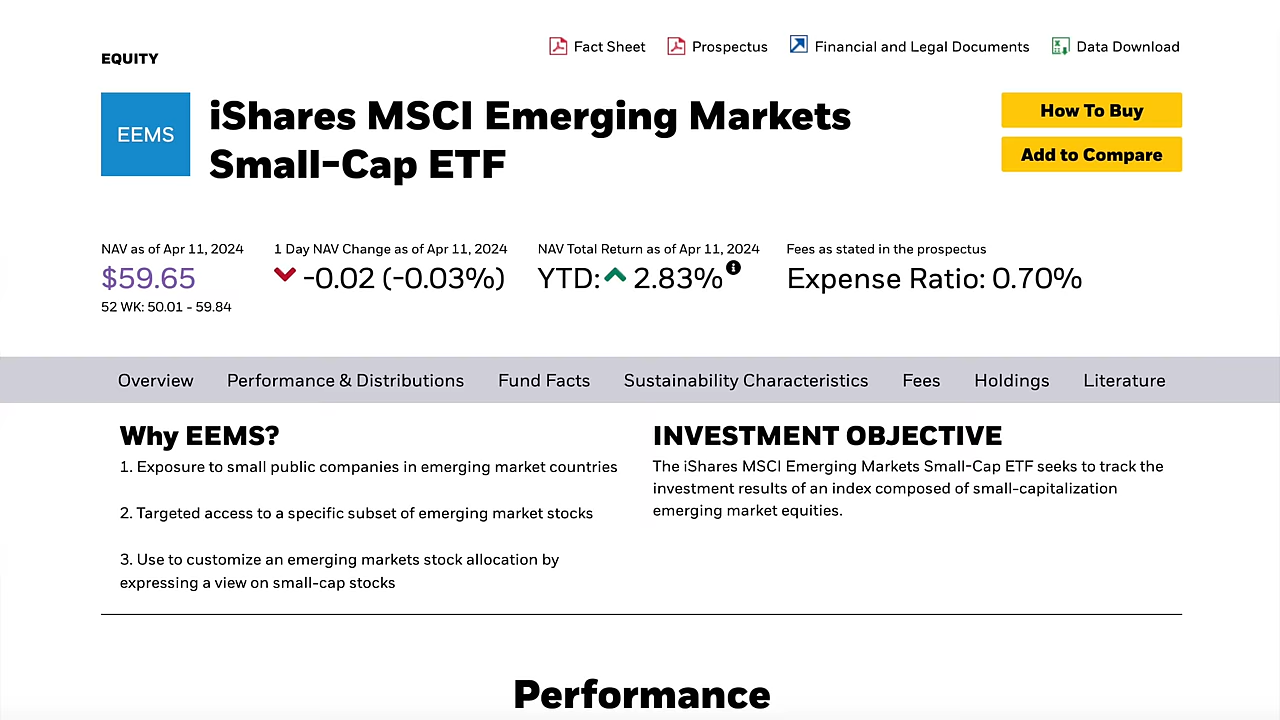 Fact Sheet Prospectus Financial and Legal Documents Data Download
EQUITY
EEMS
iShares MSCI Emerging Markets
Small-Cap ETF
How To Buy
Add to Compare
NAV as of Apr 11, 2024
$59.65
52 WK: 50.01 - 59.84
1 Day NAV Change as of Apr 11, 2024
-0.02 (-0.03%)
NAV Total Return as of Apr 11, 2024
YTD: 2.83%
Fees as stated in the prospectus
Expense Ratio: 0.70%
Overview Performance & Distributions Fund Facts Sustainability Characteristics Fees Holdings Literature
Why EEMS?
1. Exposure to small public companies in emerging market countries
2. Targeted access to a specific subset of emerging market stocks
3. Use to customize an emerging markets stock allocation by
expressing a view on small-cap stocks
INVESTMENT OBJECTIVE
The iShares MSCI Emerging Markets Small-Cap ETF seeks to track the
investment results of an index composed of small-capitalization
emerging market equities.
Performance